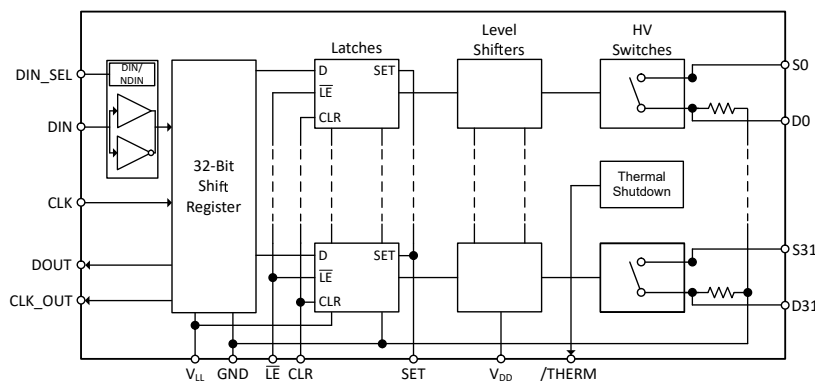 Latches
Level
Shifters
HV
Switches
DIN_SEL
DIN/
NDIN
DIN
CLK
DOUT
CLK_OUT
32-Bit
Shift
Register
D
SET
LE
CLR
D
SET
LE
CLR
Thermal
Shutdown
S0
D0
S31
D31
VLL
GND
LE
CLR
SET
VDD
/THERM